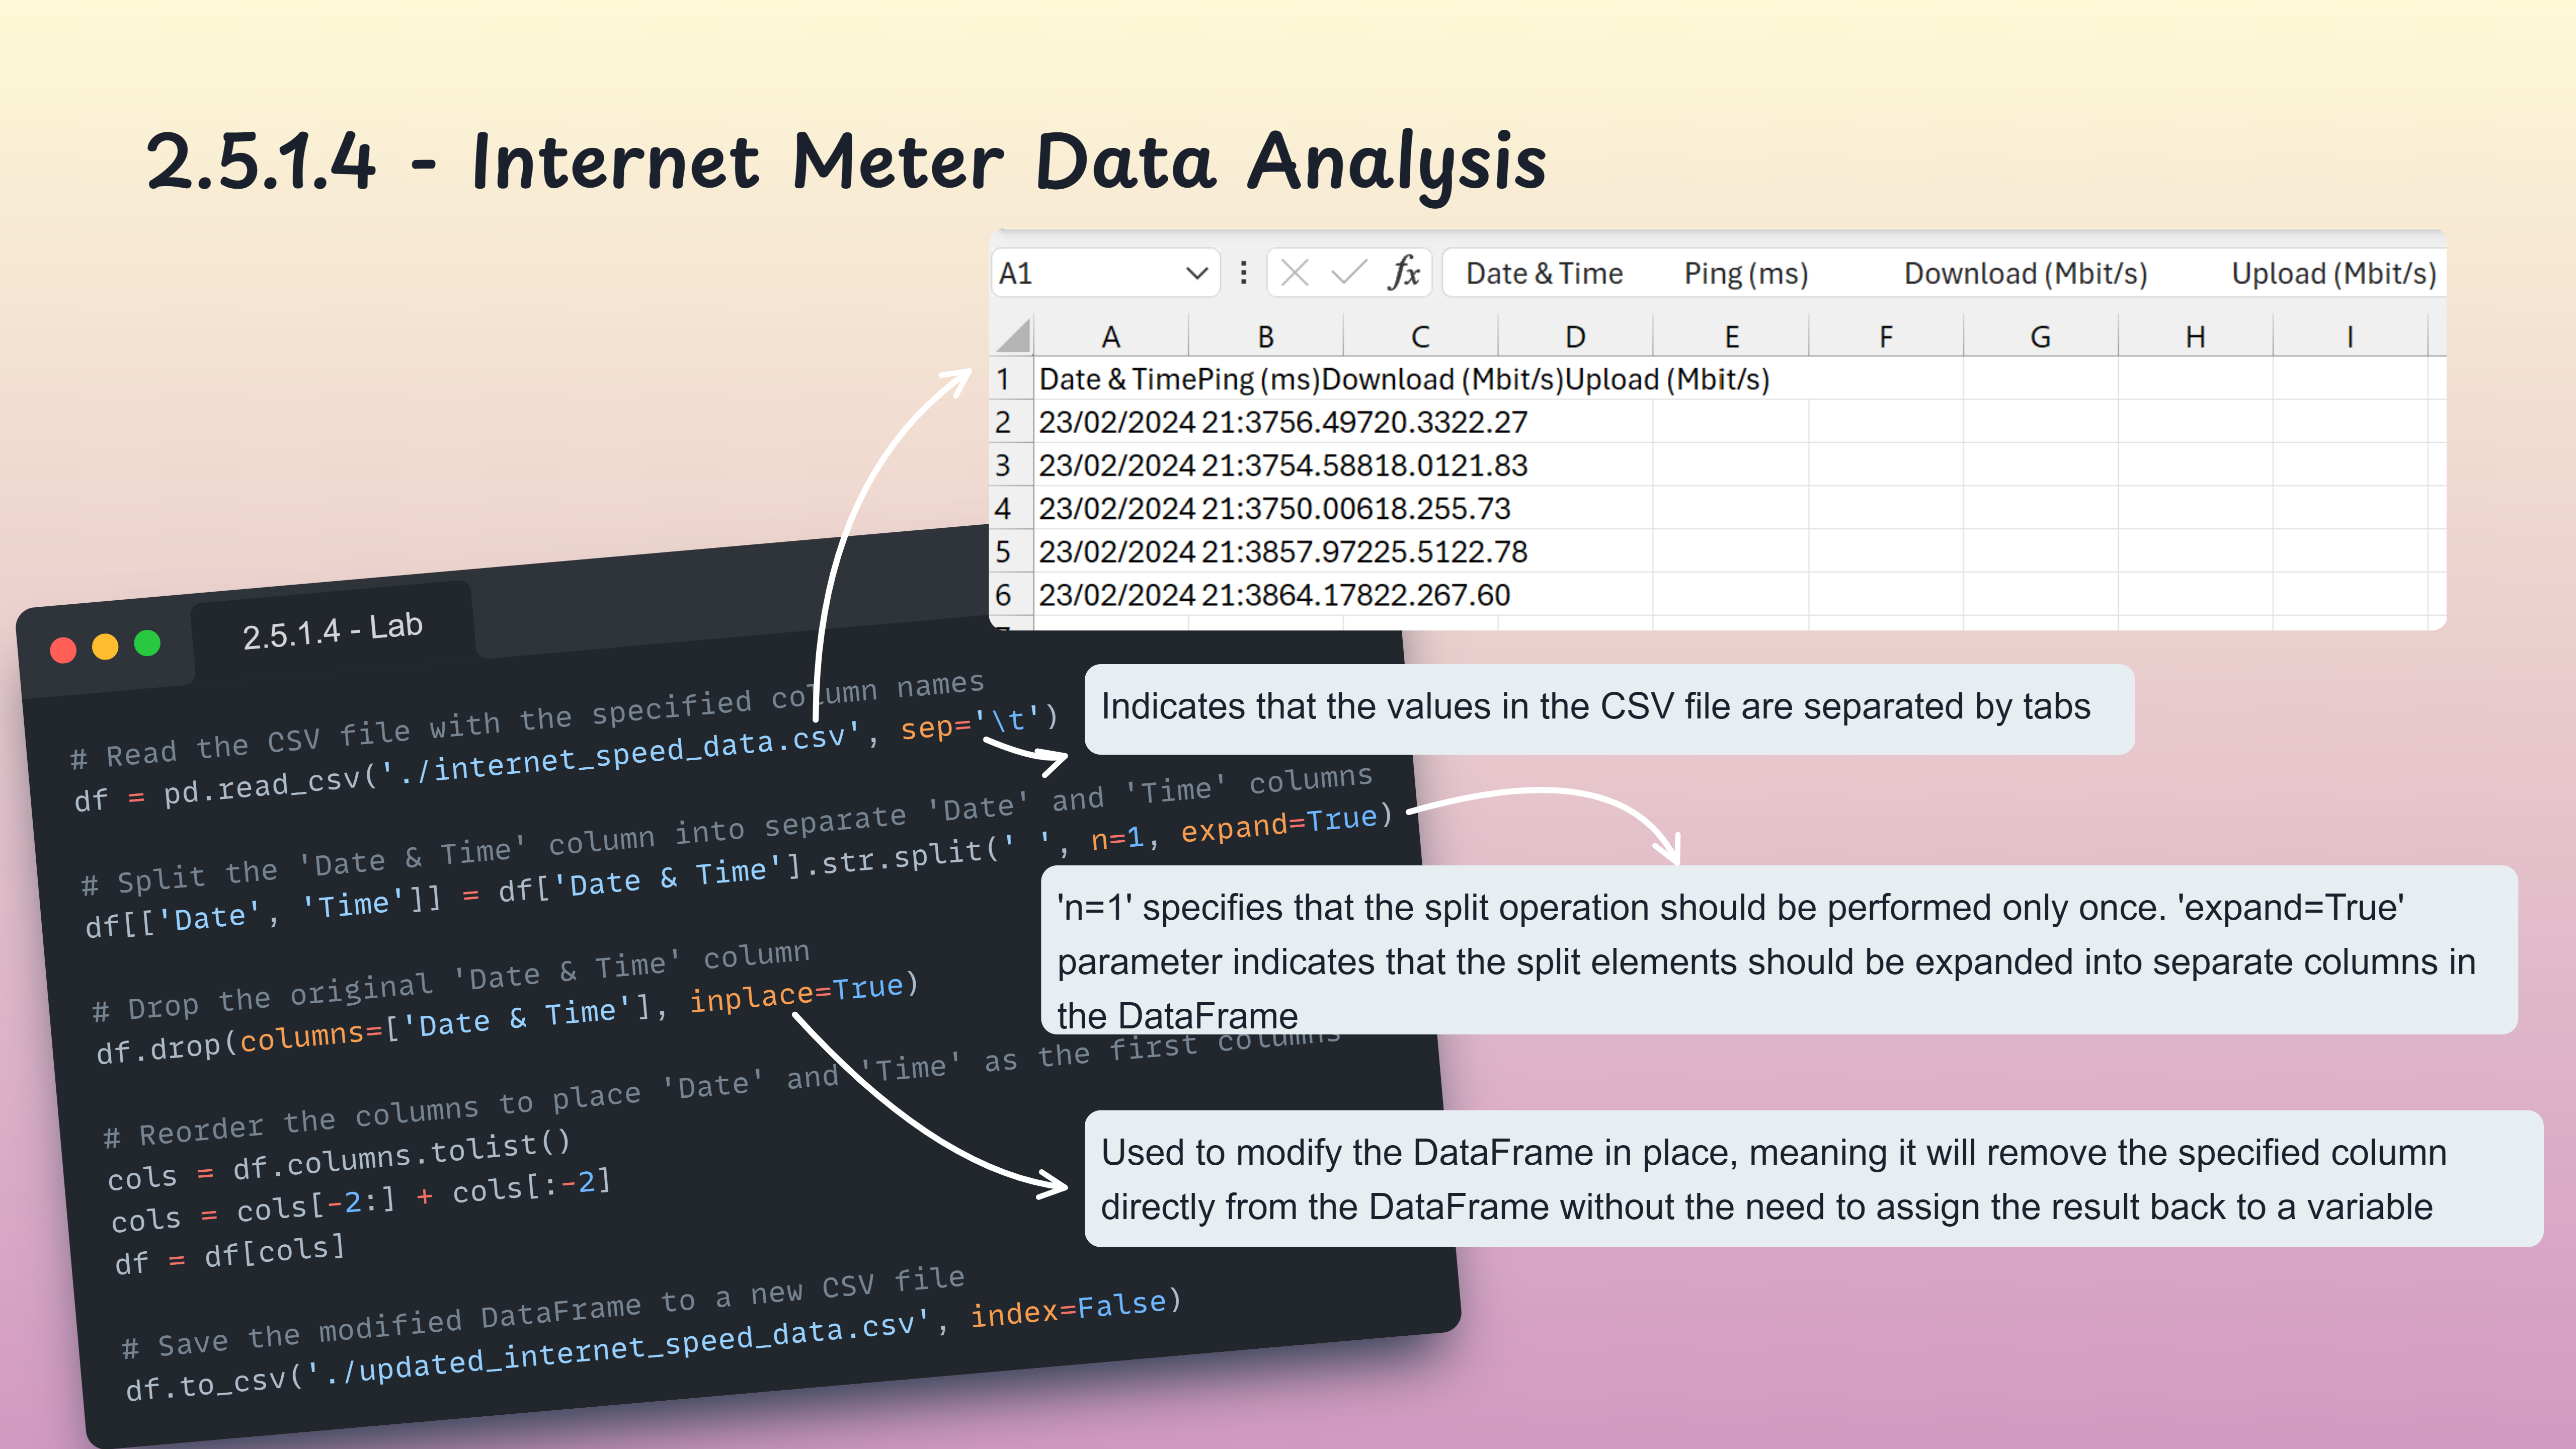 2.5.1.4 - Internet Meter Data Analysis
A1
fx
Date & Time Ping (ms) Download (Mbit/s) Upload (Mbit/s)
A B C D E F G H I
1 Date & TimePing (ms)Download (Mbit/s)Upload (Mbit/s)
2 23/02/2024 21:3756.49720.3322.27
3 23/02/2024 21:3754.58818.0121.83
4 23/02/2024 21:3750.00618.255.73
5 23/02/2024 21:3857.97225.5122.78
6 23/02/2024 21:3864.17822.267.60
2.5.1.4 - Lab
# Read the CSV file with the specified column names
df = pd.read_csv('./internet_speed_data.csv', sep='\t')
# Split the 'Date & Time' column into separate 'Date' and 'Time' columns
df[['Date', 'Time']] = df['Date & Time'].str.split(' ', n=1, expand=True)
# Drop the original 'Date & Time' column
df.drop(columns=['Date & Time'], inplace=True)
# Reorder the columns to place 'Date' and 'Time' as the first columns
cols = df.columns.tolist()
cols = cols[-2:] + cols[:-2]
df = df[cols]
# Save the modified DataFrame to a new CSV file
df.to_csv('./updated_internet_speed_data.csv', index=False)
Indicates that the values in the CSV file are separated by tabs
'n=1' specifies that the split operation should be performed only once. 'expand=True'
parameter indicates that the split elements should be expanded into separate columns in
the DataFrame
Used to modify the DataFrame in place, meaning it will remove the specified column
directly from the DataFrame without the need to assign the result back to a variable